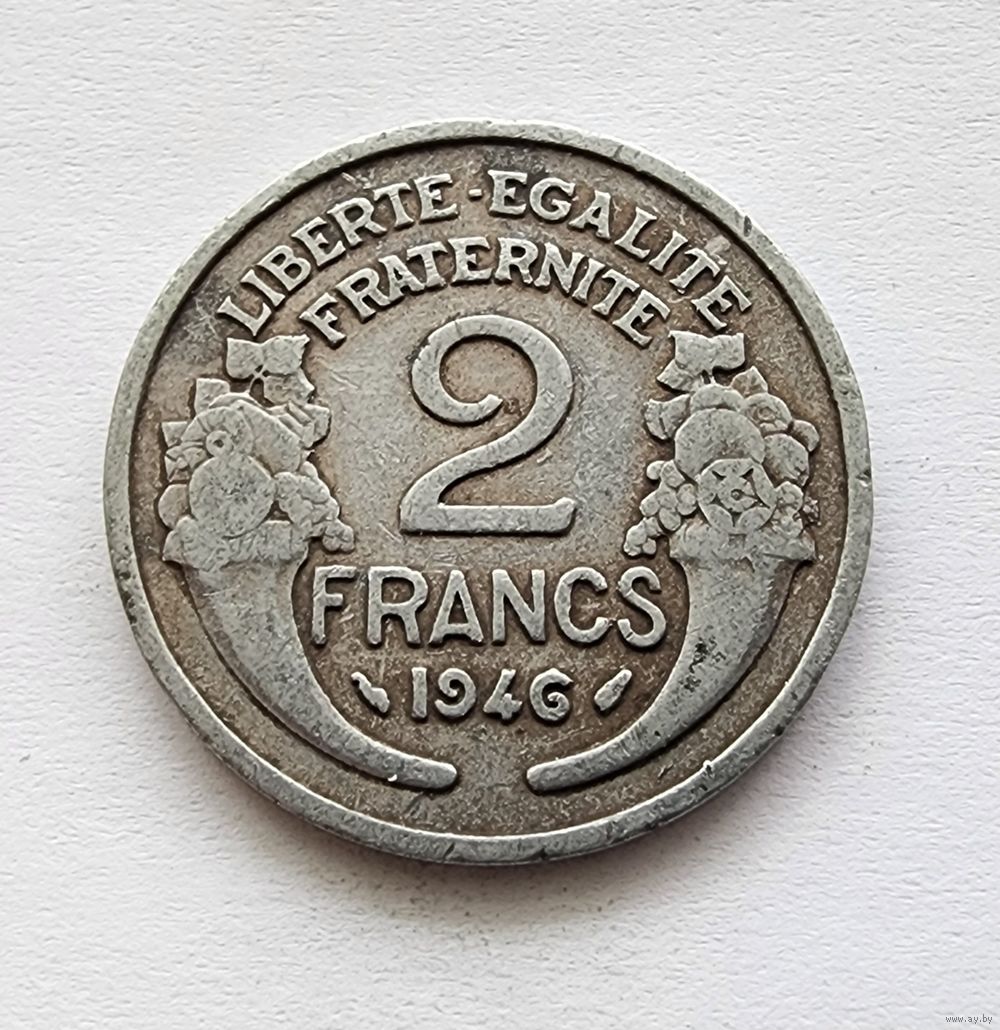 LIBERTE-EGALITE
FRATERNITE
2
FRANCS
1946
www.ay.by